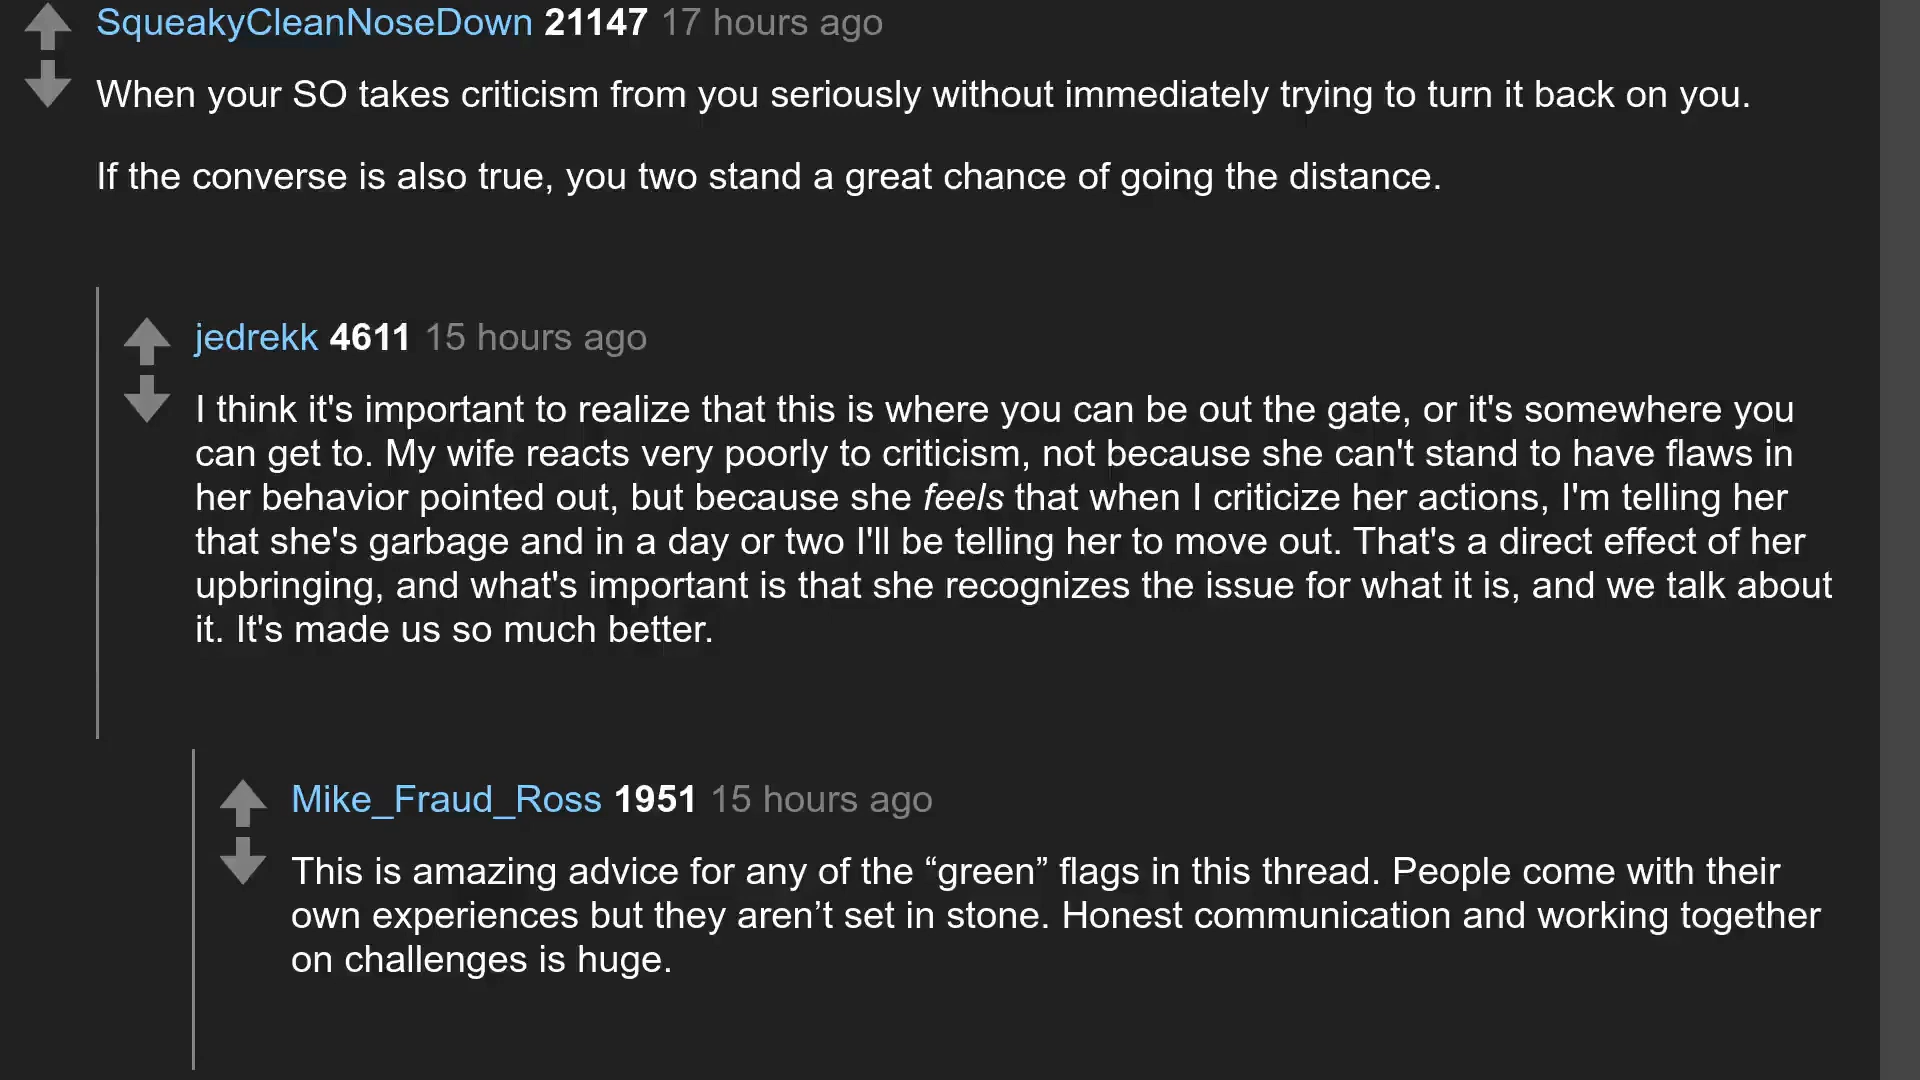 SqueakyCleanNoseDown 21147 17 hours ago
When your SO takes criticism from you seriously without immediately trying to turn it back on you.
If the converse is also true, you two stand a great chance of going the distance.
jedrekk 4611 15 hours ago
I think it's important to realize that this is where you can be out the gate, or it's somewhere you
can get to. My wife reacts very poorly to criticism, not because she can't stand to have flaws in
her behavior pointed out, but because she feels that when I criticize her actions, I'm telling her
that she's garbage and in a day or two I'll be telling her to move out. That's a direct effect of her
upbringing, and what's important is that she recognizes the issue for what it is, and we talk about
it. It's made us so much better.
Mike_Fraud_Ross 1951 15 hours ago
This is amazing advice for any of the “green” flags in this thread. People come with their
own experiences but they aren’t set in stone. Honest communication and working together
on challenges is huge.